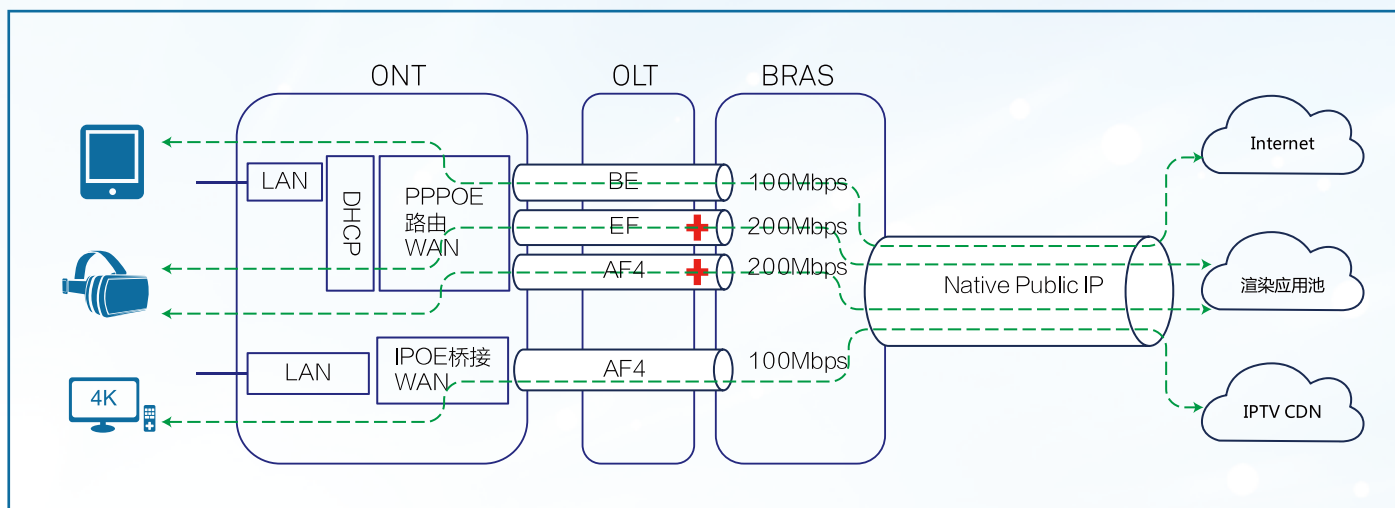 ONT
OLT
BRAS
LAN
DHCP
PPPOE
路由
WAN
BE
EF
AF4
100Mbps
200Mbps
200Mbps
Native Public IP
Internet
渲染应用池
LAN
IPOE桥接
WAN
AF4
100Mbps
4K
IPTV CDN